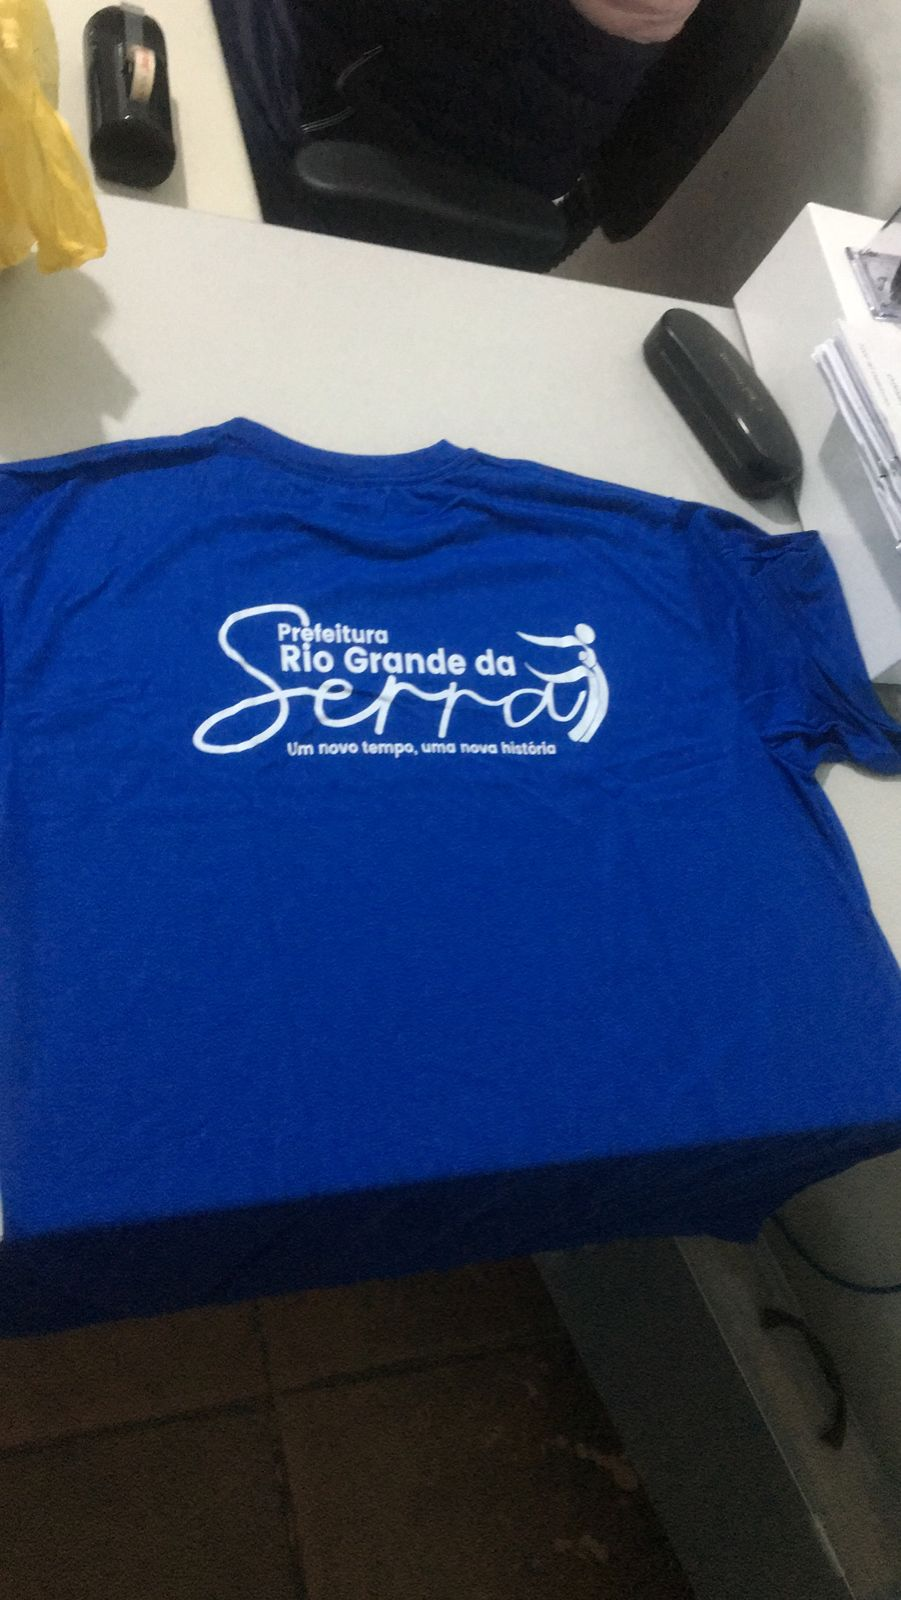 Prefeitura
Rio Grande da
Serra
Um novo tempo, uma nova história